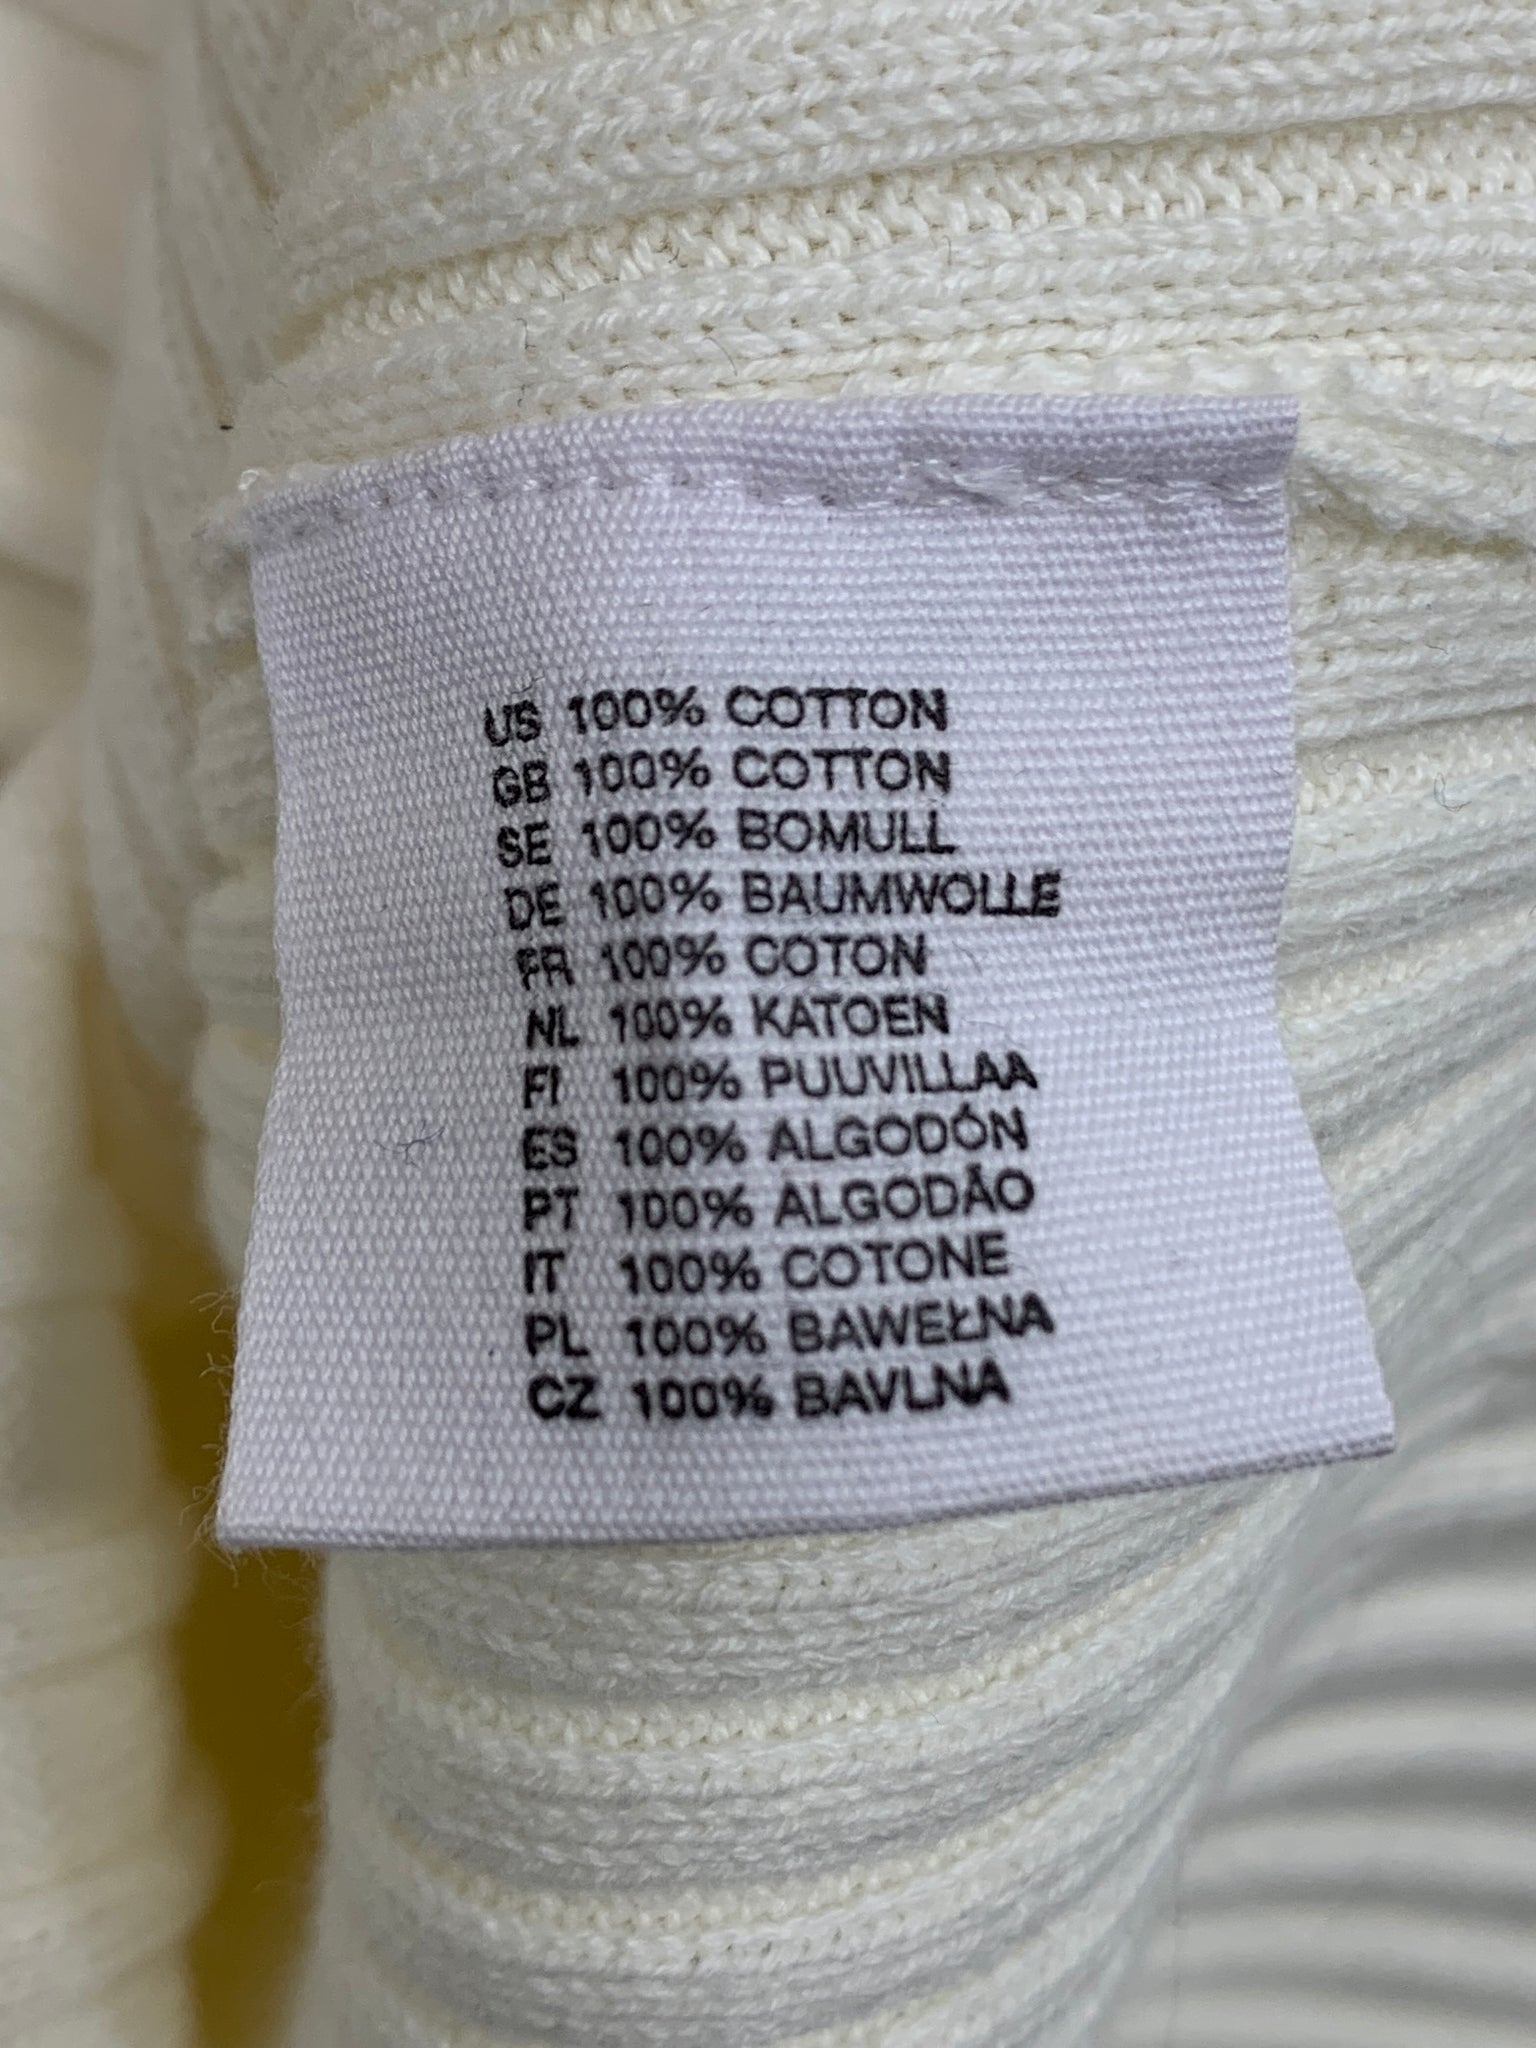 US 100% COTTON
GB 100% COTTON
SE 100% BOMULL
DE 100% BAUMWOLLE
FR 100% COTON
NL 100% KATOEN
FI 100% PUUVILLAA
ES 100% ALGODÓN
PT 100% ALGODÃO
IT 100% COTONE
PL 100% BAWEŁNA
CZ 100% BAVLNA